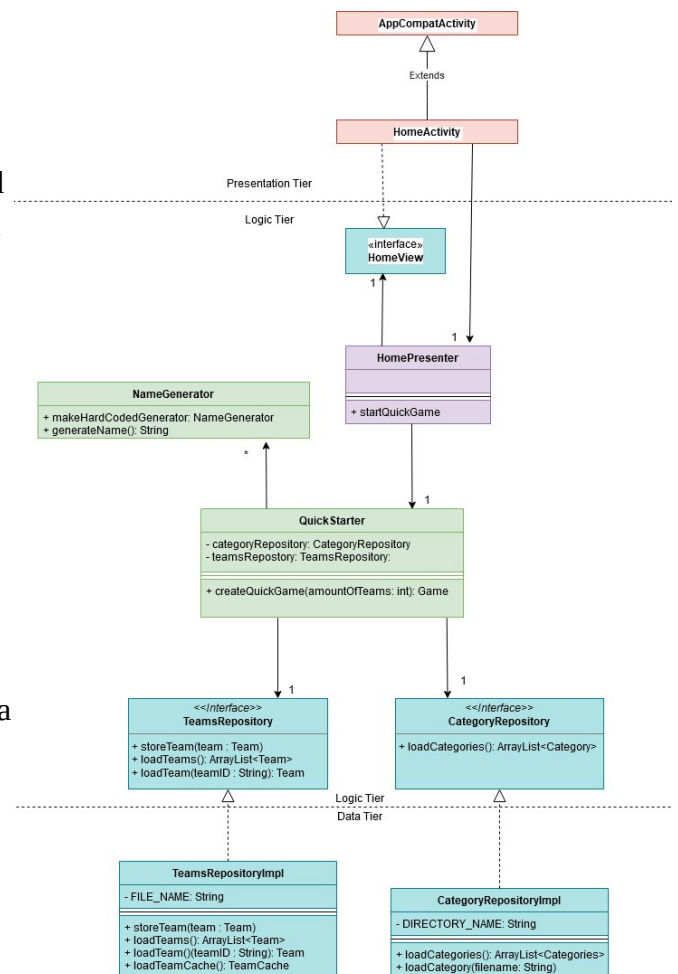 AppCompatActivity
Extends
HomeActivity
Presentation Tier
Logic Tier
«interface»
HomeView
1
1
HomePresenter
+ startQuickGame
NameGenerator
+ makeHardCodedGenerator: NameGenerator
+ generateName(): String
*
1
QuickStarter
- categoryRepository: CategoryRepository
- teamsRepostory: TeamsRepository:
+ createQuickGame(amountOfTeams: int): Game
1
1
a
<<Interface>>
TeamsRepository
+ storeTeam(team : Team)
+ loadTeams(): ArrayList<Team>
+ loadTeam(teamID : String): Team
<<Interface>>
CategoryRepository
+ loadCategories(): ArrayList<Category>
Logic Tier
Data Tier
TeamsRepositoryImpl
- FILE_NAME: String
+ storeTeam(team : Team)
+ loadTeams(): ArrayList<Team>
+ loadTeam()(teamID : String): Team
+ loadTeamCache(): TeamCache
CategoryRepositoryImpl
- DIRECTORY_NAME: String
+ loadCategories(): ArrayList<Categories>
+ loadCategory(filename: String)